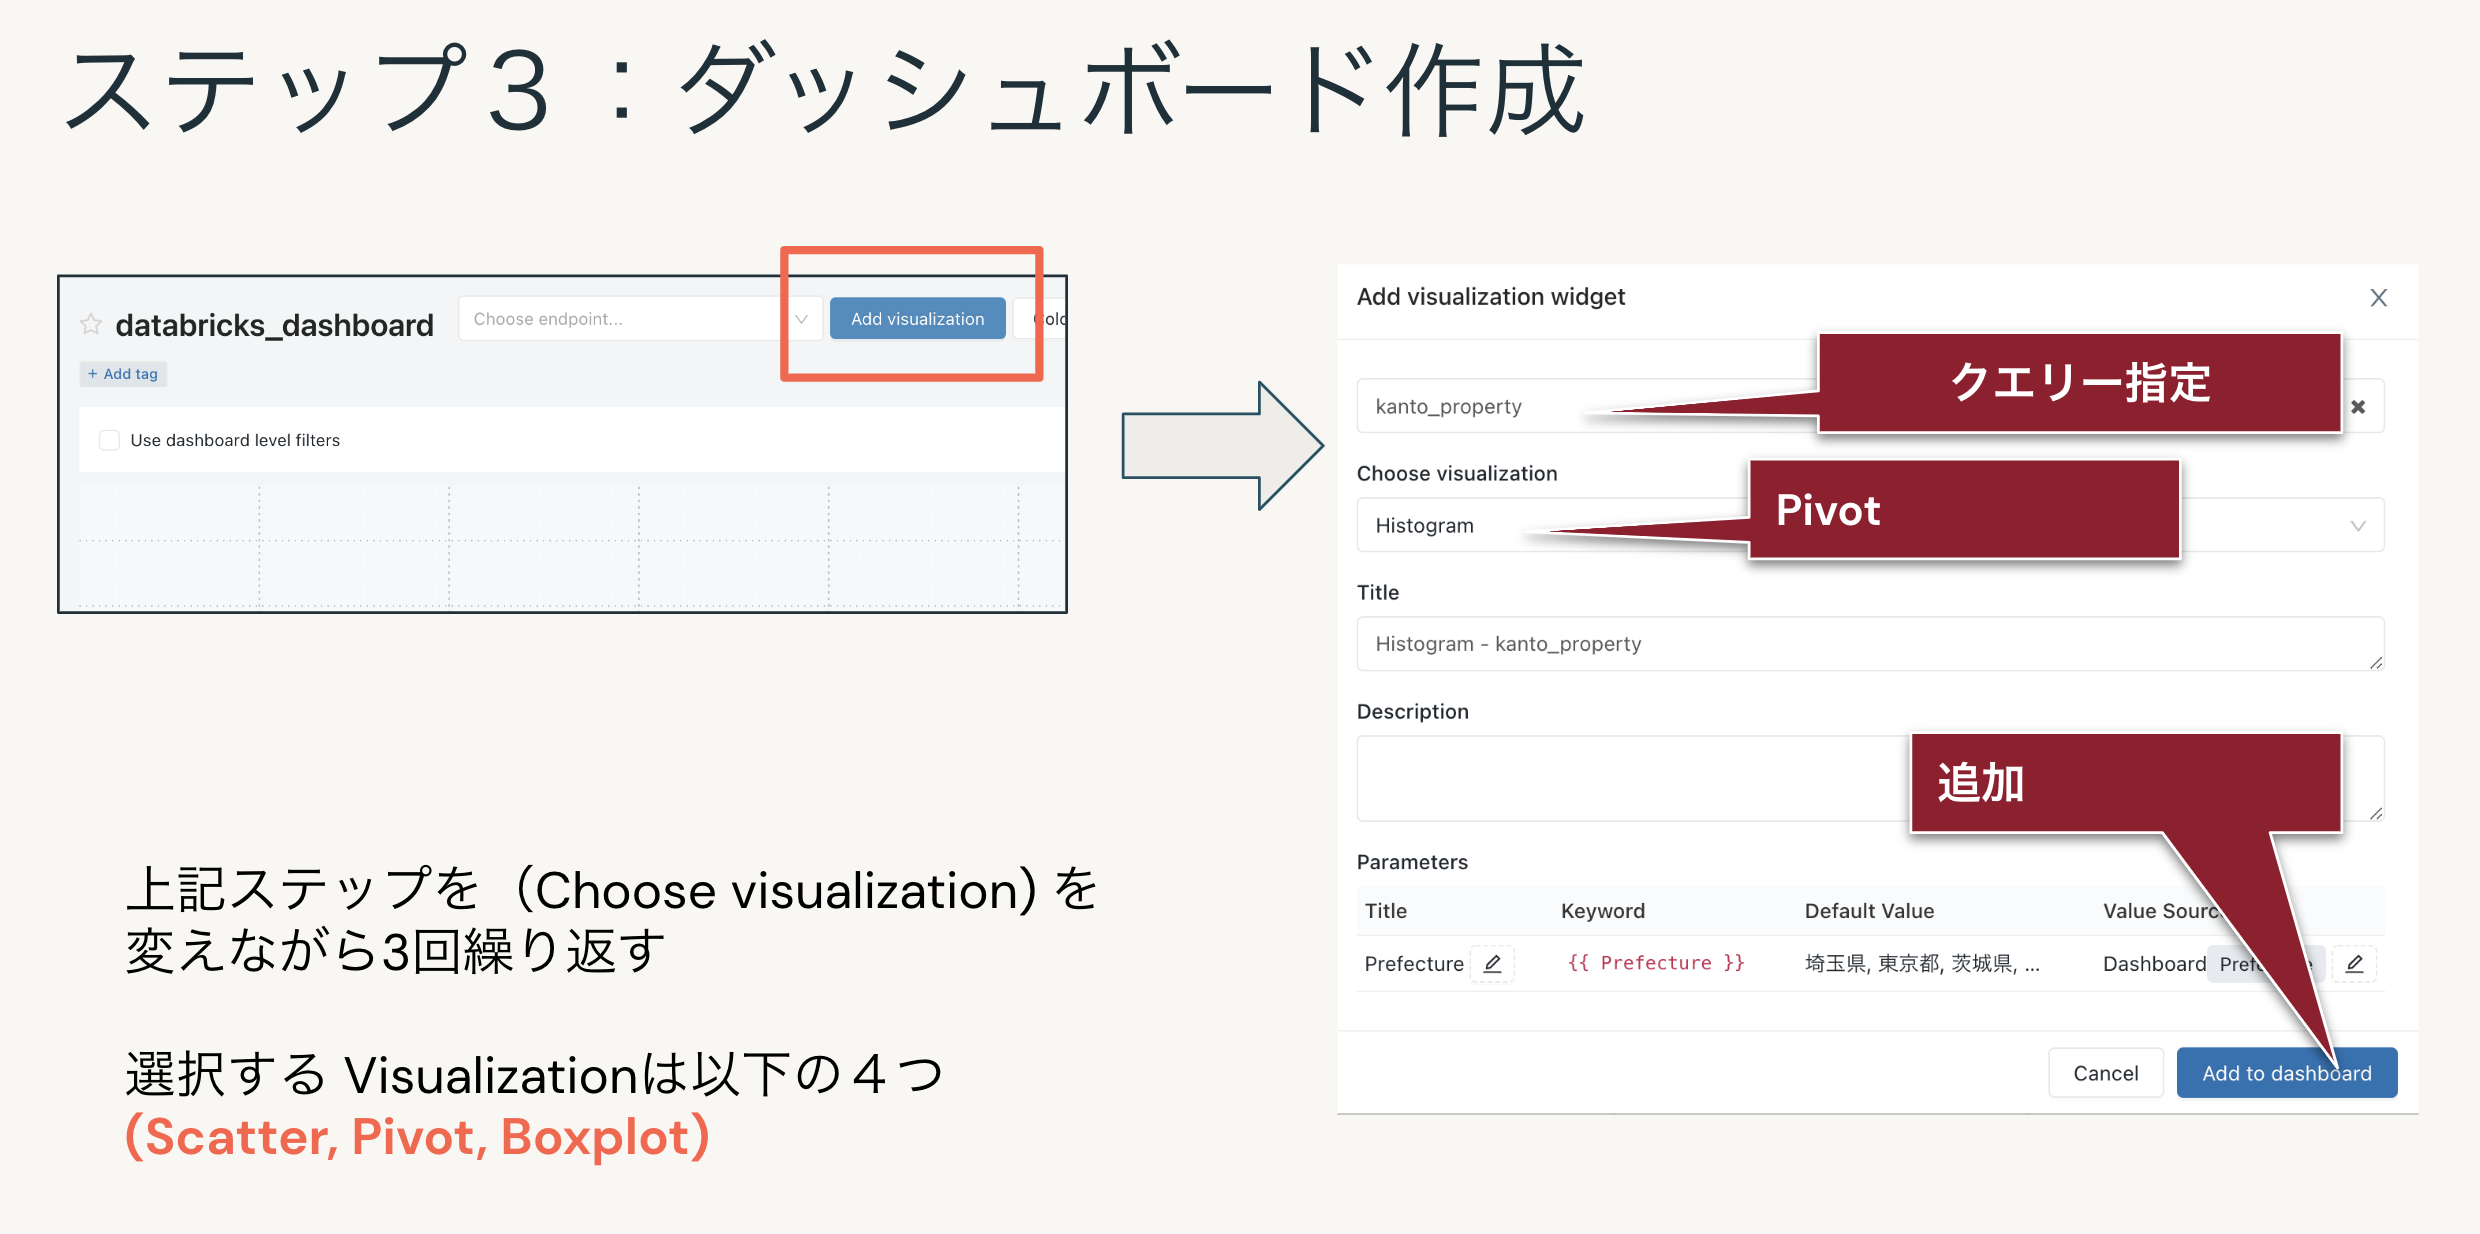 ステップ３：ダッシュボード作成
databricks_dashboard
Choose endpoint...
Add visualization
+ Add tag
Use dashboard level filters
Add visualization widget
X
kanto_property
クエリー指定
Choose visualization
Histogram
Pivot
Title
Histogram - kanto_property
Description
追加
Parameters
Title Keyword Default Value Value Sourc
Prefecture {{ Prefecture }} 埼玉県, 東京都, 茨城県, ... Dashboard
Cancel
Add to dashboard
上記ステップを（Choose visualization) を
変えながら3回繰り返す
選択する Visualizationは以下の４つ
(Scatter, Pivot, Boxplot)